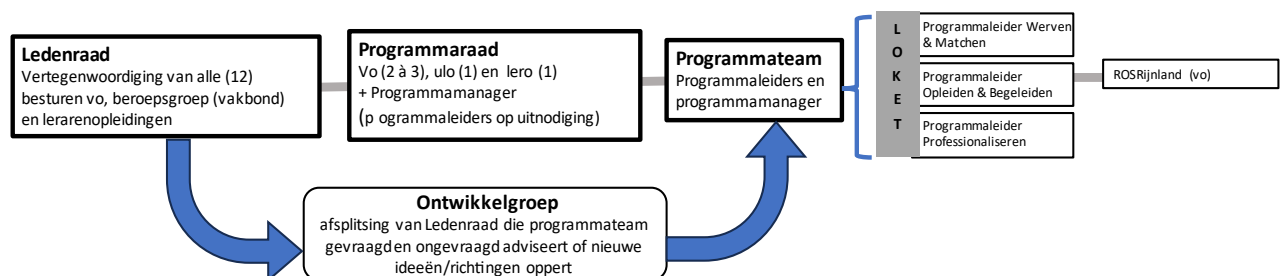 Ledenraad
Vertegenwoordiging van alle (12)
besturen vo, beroepsgroep (vakbond)
en lerarenopleidingen
Programmaraad
Vo (2 à 3), ulo (1) en lero (1)
+ Programmamanager
(p ogrammaleiders op uitnodiging)
Programmateam
Programmaleiders en
programmamanager
L
O
K
E
T
Programmaleider Werven
& Matchen
Programmaleider
Opleiden & Begeleiden
Programmaleider
Professionaliseren
ROSRijnland (vo)
Ontwikkelgroep
afsplitsing van Ledenraad die programmateam
gevraagd en ongevraagd adviseert of nieuwe
ideeën/richtingen oppert